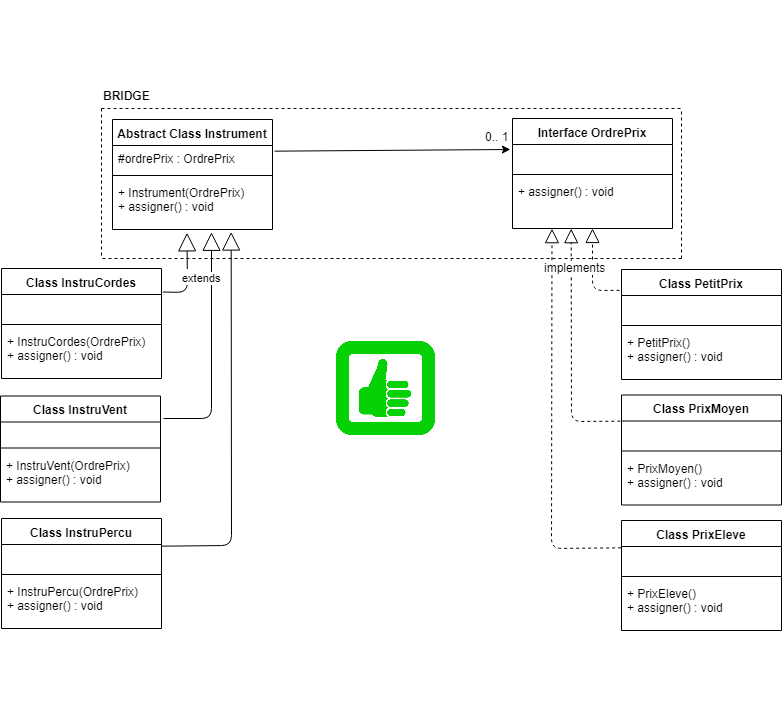 BRIDGE
Abstract Class Instrument
#ordrePrix : OrdrePrix
+ Instrument(OrdrePrix)
+ assigner() : void
0.. 1
Interface OrdrePrix
+ assigner() : void
extends
implements
Class InstruCordes
+ InstruCordes(OrdrePrix)
+ assigner() : void
Class InstruVent
+ InstruVent(OrdrePrix)
+ assigner() : void
Class InstruPercu
+ InstruPercu(OrdrePrix)
+ assigner() : void
Class PetitPrix
+ PetitPrix()
+ assigner() : void
Class PrixMoyen
+ PrixMoyen()
+ assigner() : void
Class PrixEleve
+ PrixEleve()
+ assigner() : void